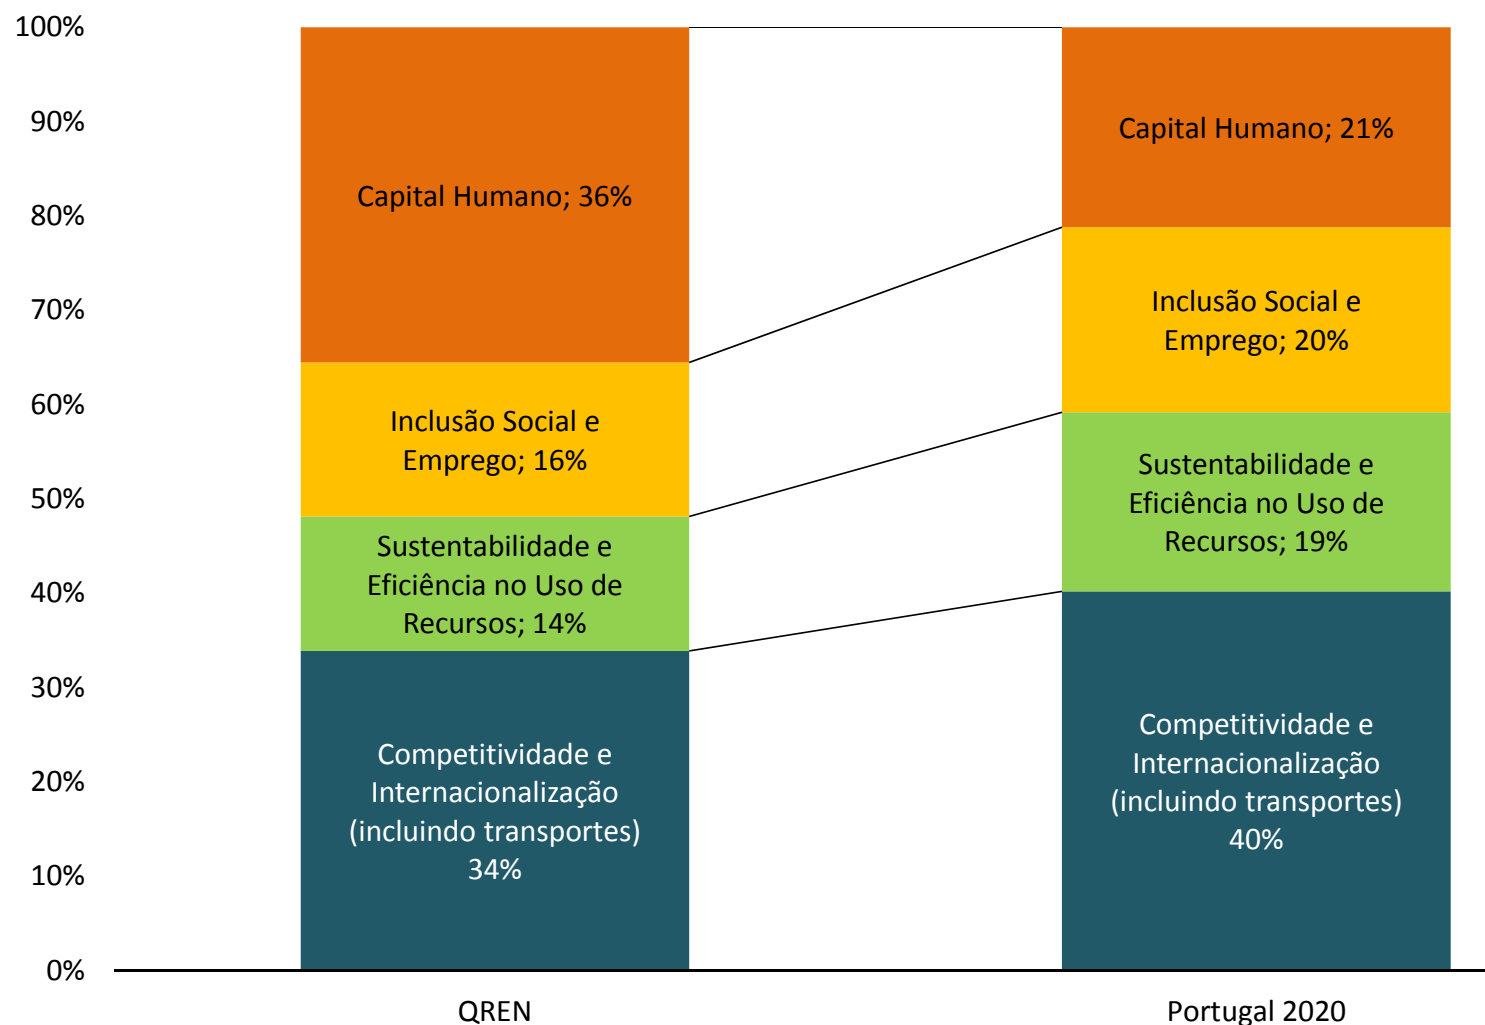 100%
90%
80%
70%
60%
50%
40%
30%
20%
10%
0%
Capital Humano; 36%
Inclusão Social e
Emprego; 16%
Sustentabilidade e
Eficiência no Uso de
Recursos; 14%
Competitividade e
Internacionalização
(incluindo transportes)
34%
Capital Humano; 21%
Inclusão Social e
Emprego; 20%
Sustentabilidade e
Eficiência no Uso de
Recursos; 19%
Competitividade e
Internacionalização
(incluindo transportes)
40%
QREN
Portugal 2020